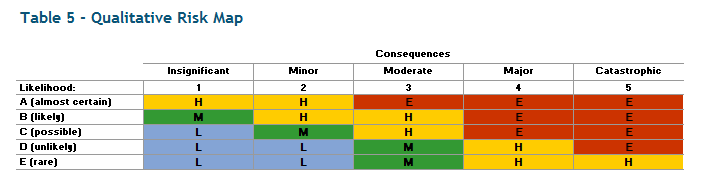 Table 5 - Qualitative Risk Map
Consequences
Insignificant Minor Moderate Major Catastrophic
Likelihood: 1 2 3 4 5
A (almost certain) H H E E E
B (likely) M H H E E
C (possible) L M H E E
D (unlikely) L L M H E
E (rare) L L M H H